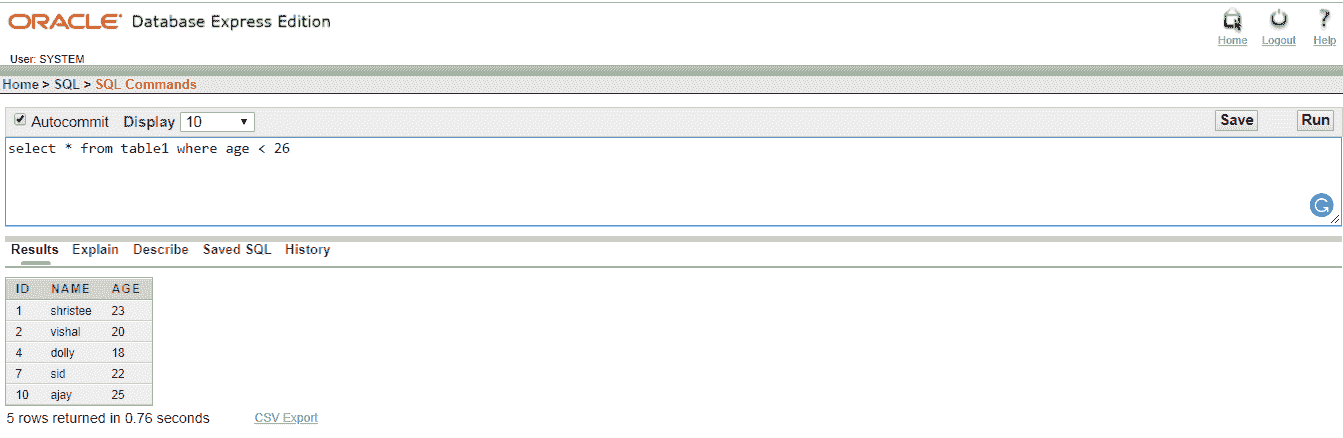 ORACLE® Database Express Edition
Home Logout Help
User: SYSTEM
Home > SQL > SQL Commands
Autocommit Display 10 Save Run
select * from table1 where age < 26
Results Explain Describe Saved SQL History
ID NAME AGE
1 shristee 23
2 vishal 20
4 dolly 18
7 sid 22
10 ajay 25
5 rows returned in 0.76 seconds CSV Export